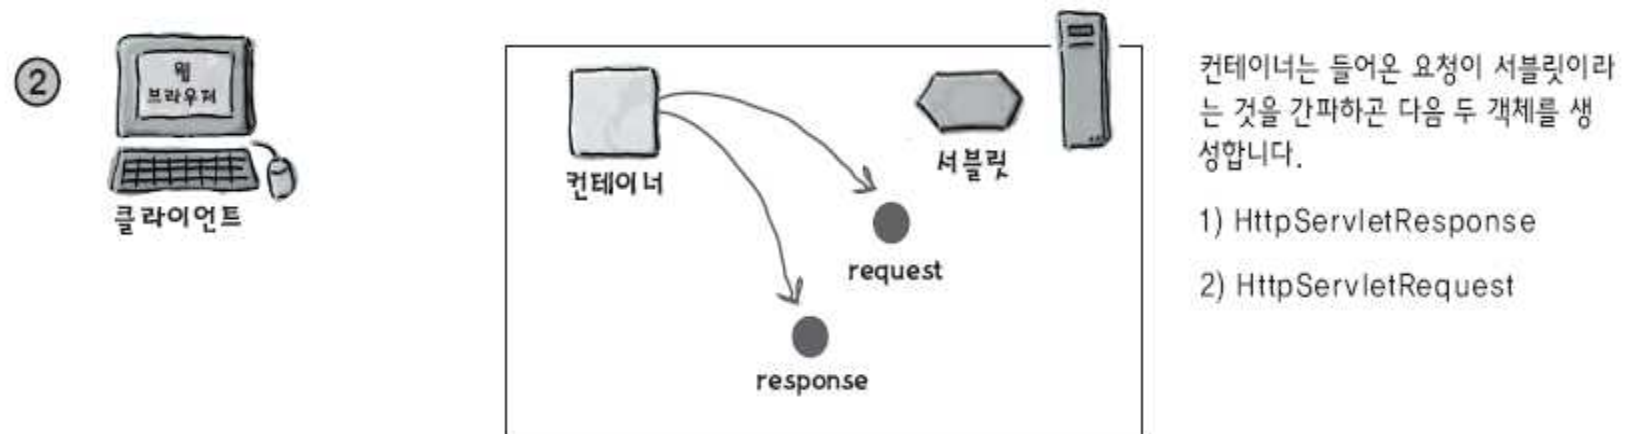 2
웹
브라우저
클라이언트
컨테이너
서블릿
request
response
컨테이너는 들어온 요청이 서블릿이라
는 것을 간파하곤 다음 두 객체를 생
성합니다.
1) HttpServletResponse
2) HttpServletRequest